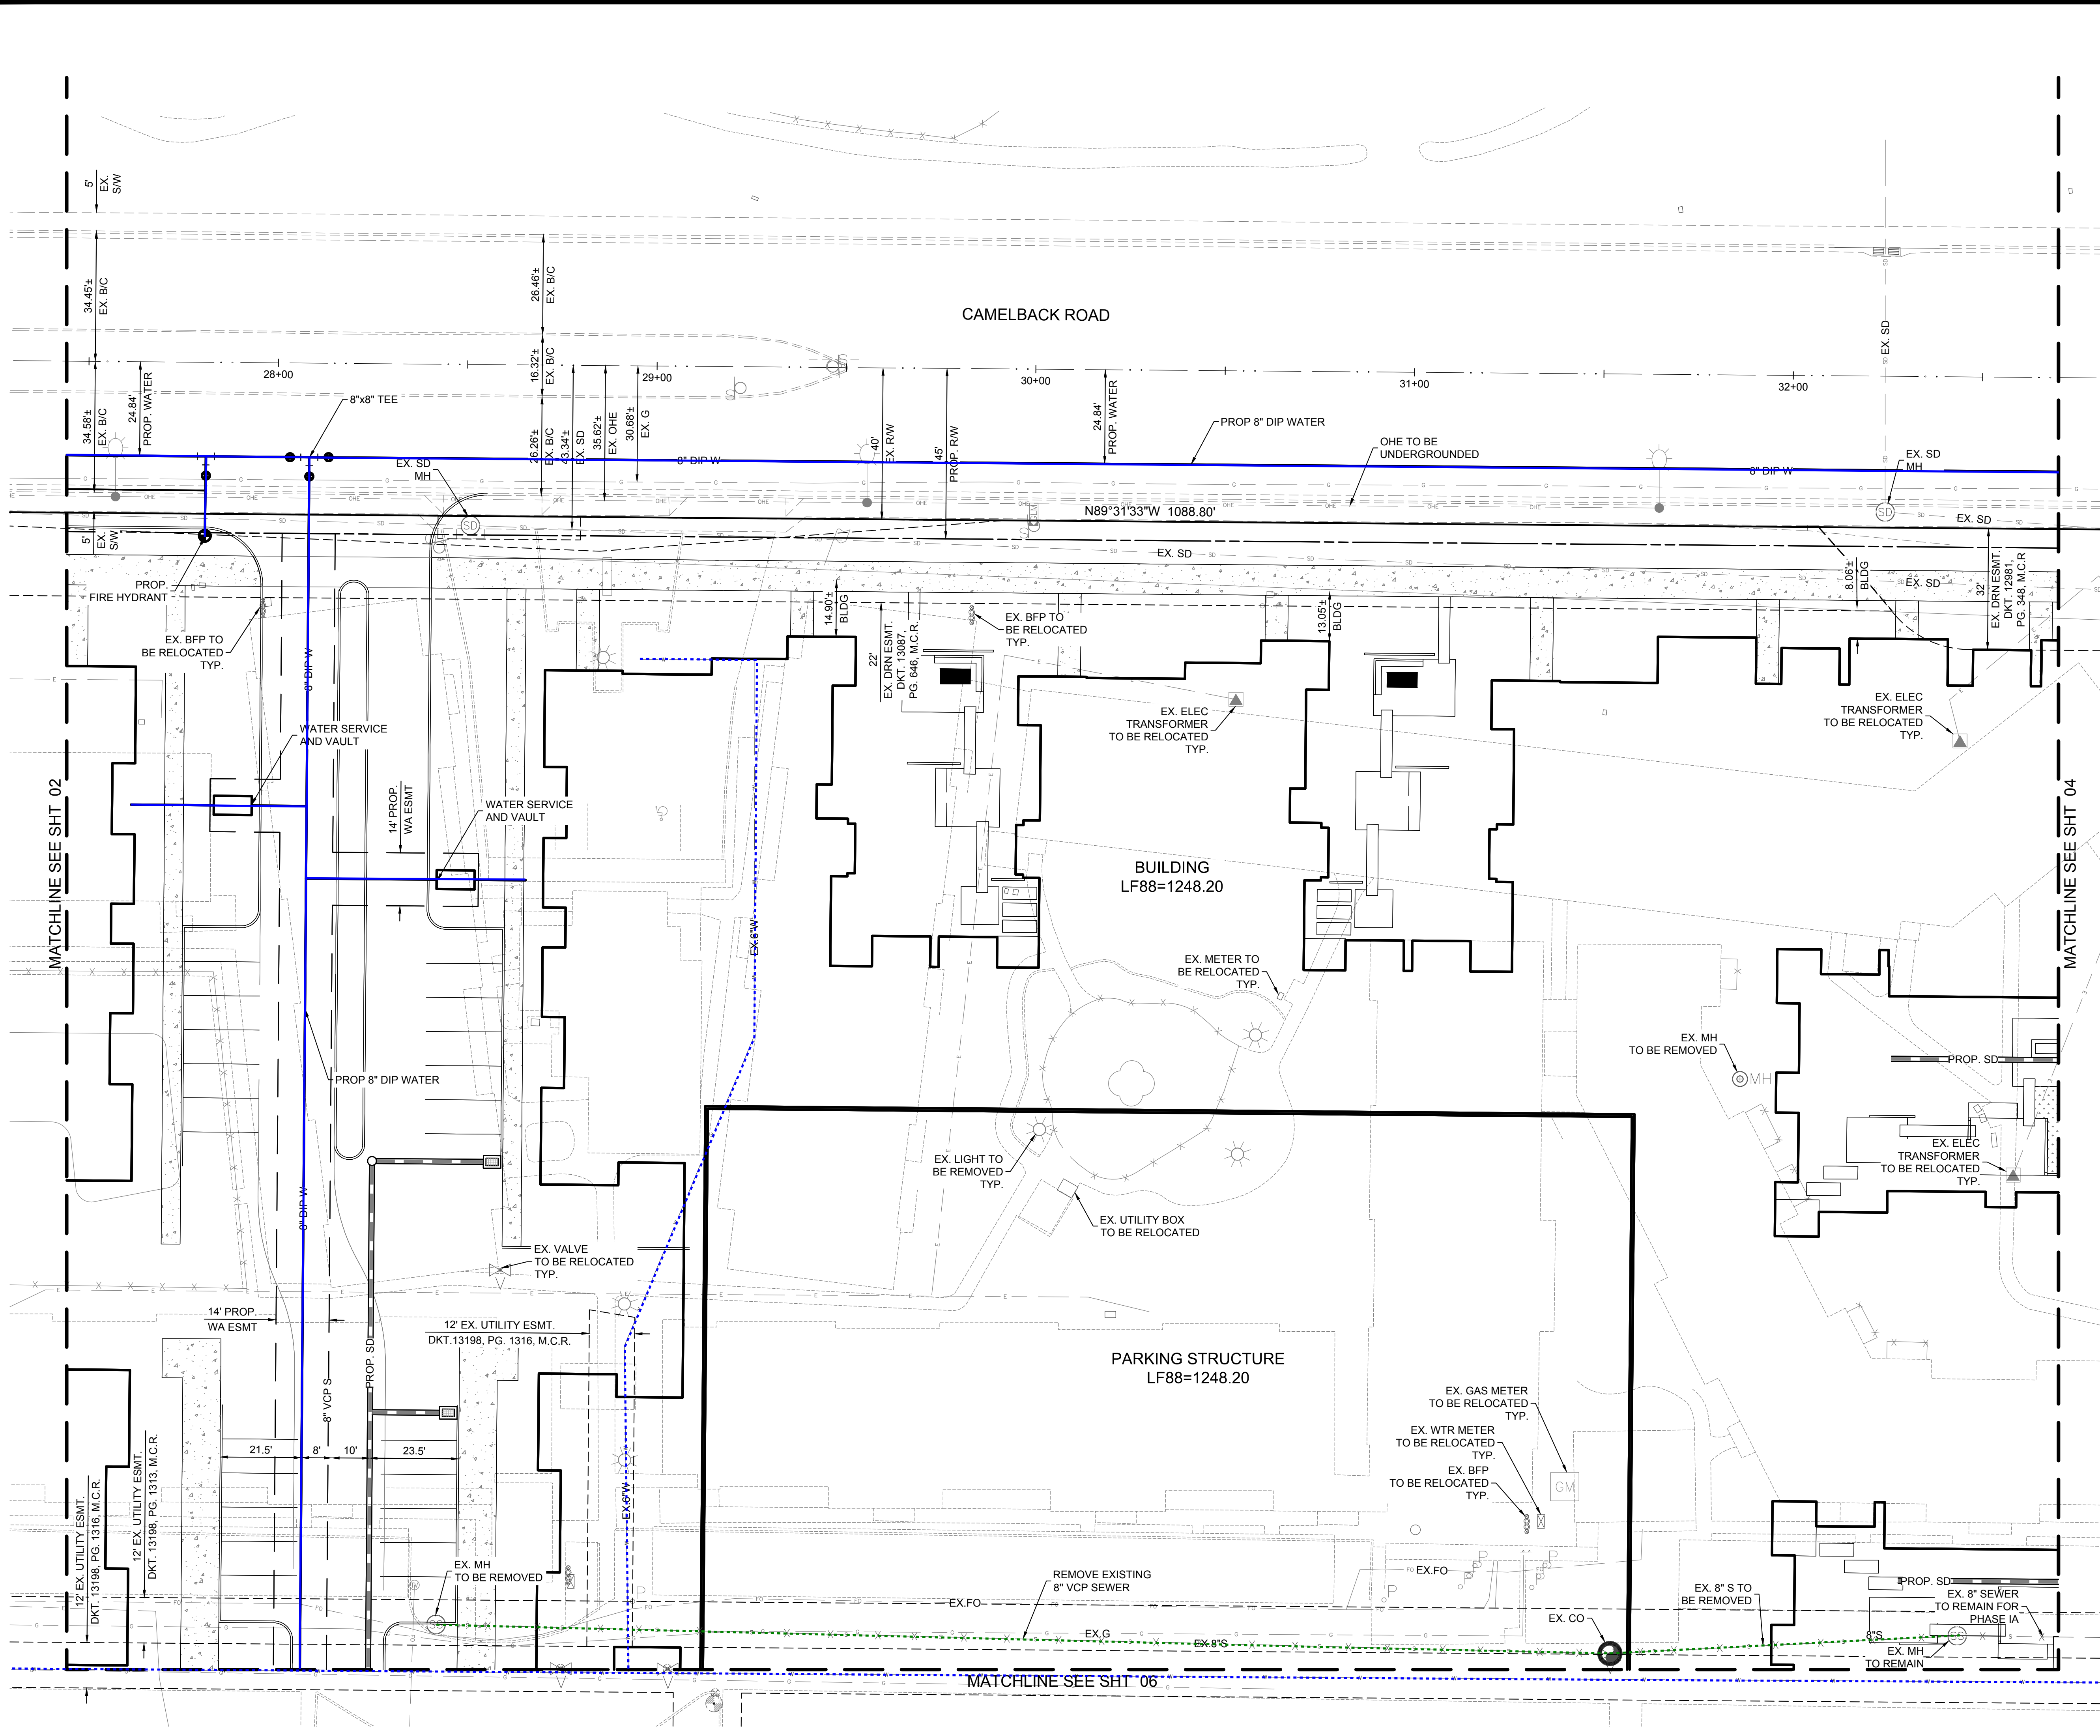 5'
EX.
S/W
34.45'±
EX. B/C
26.46'±
EX. B/C
CAMELBACK ROAD
EX. SD
SD
SD
28+00
29+00
30+00
31+00
32+00
34.58'±
EX. B/C
24.84'
PROP. WATER
8"x8" TEE
16.32'±
EX. B/C
26.26'±
EX. B/C
43.34'±
EX. SD
35.62'±
EX. OHE
30.68'±
EX. G
40'
EX. R/W
45'
PROP. R/W
24.84'
PROP. WATER
PROP 8" DIP WATER
OHE TO BE
UNDERGROUNDED
8" DIP W
8" DIP W
EX. SD
MH
SD
EX. SD
MH
SD
N89°31'33"W 1088.80'
EX. SD
EX. SD
EX. SD
5'
EX.
S/W
PROP.
FIRE HYDRANT
EX. BFP TO
BE RELOCATED
TYP.
14.90'±
BLDG
22'
EX. DRN ESMT.
DKT. 13087,
PG. 646, M.C.R.
EX. BFP TO
BE RELOCATED
TYP.
13.05'±
BLDG
8.06'±
BLDG
32'
EX. DRN ESMT.
DKT. 12981,
PG. 348, M.C.R
8" DIP W
WATER SERVICE
AND VAULT
EX. ELEC
TRANSFORMER
TO BE RELOCATED
TYP.
EX. ELEC
TRANSFORMER
TO BE RELOCATED
TYP.
MATCHLINE SEE SHT 02
14' PROP.
WA ESMT
WATER SERVICE
AND VAULT
MATCHLINE SEE SHT 04
BUILDING
LF88=1248.20
EX.6"W
EX. METER TO
BE RELOCATED
TYP.
PROP 8" DIP WATER
EX. MH
TO BE REMOVED
MH
PROP. SD
EX. LIGHT TO
BE REMOVED
TYP.
EX. ELEC
TRANSFORMER
TO BE RELOCATED
TYP.
8" DIP W
EX. UTILITY BOX
TO BE RELOCATED
EX. VALVE
TO BE RELOCATED
TYP.
14' PROP.
WA ESMT
12' EX. UTILITY ESMT.
DKT.13198, PG. 1316, M.C.R.
PROP. SD
8" VCP S
PARKING STRUCTURE
LF88=1248.20
EX. GAS METER
TO BE RELOCATED
TYP.
EX. WTR METER
TO BE RELOCATED
TYP.
EX. BFP
TO BE RELOCATED
TYP.
GM
21.5'
8'
10'
23.5'
12' EX. UTILITY ESMT.
DKT. 13198, PG. 1316, M.C.R.
12' EX. UTILITY ESMT.
DKT. 13198, PG. 1313, M.C.R.
EX.6"W
EX. MH
TO BE REMOVED
SS
REMOVE EXISTING
8" VCP SEWER
EX.FO
EX.FO
EX. 8" S TO
BE REMOVED
PROP. SD
EX. 8" SEWER
TO REMAIN FOR
PHASE IA
EX. CO
EX.G
EX.8"S
8"S
SS
EX. MH
TO REMAIN
MATCHLINE SEE SHT 06